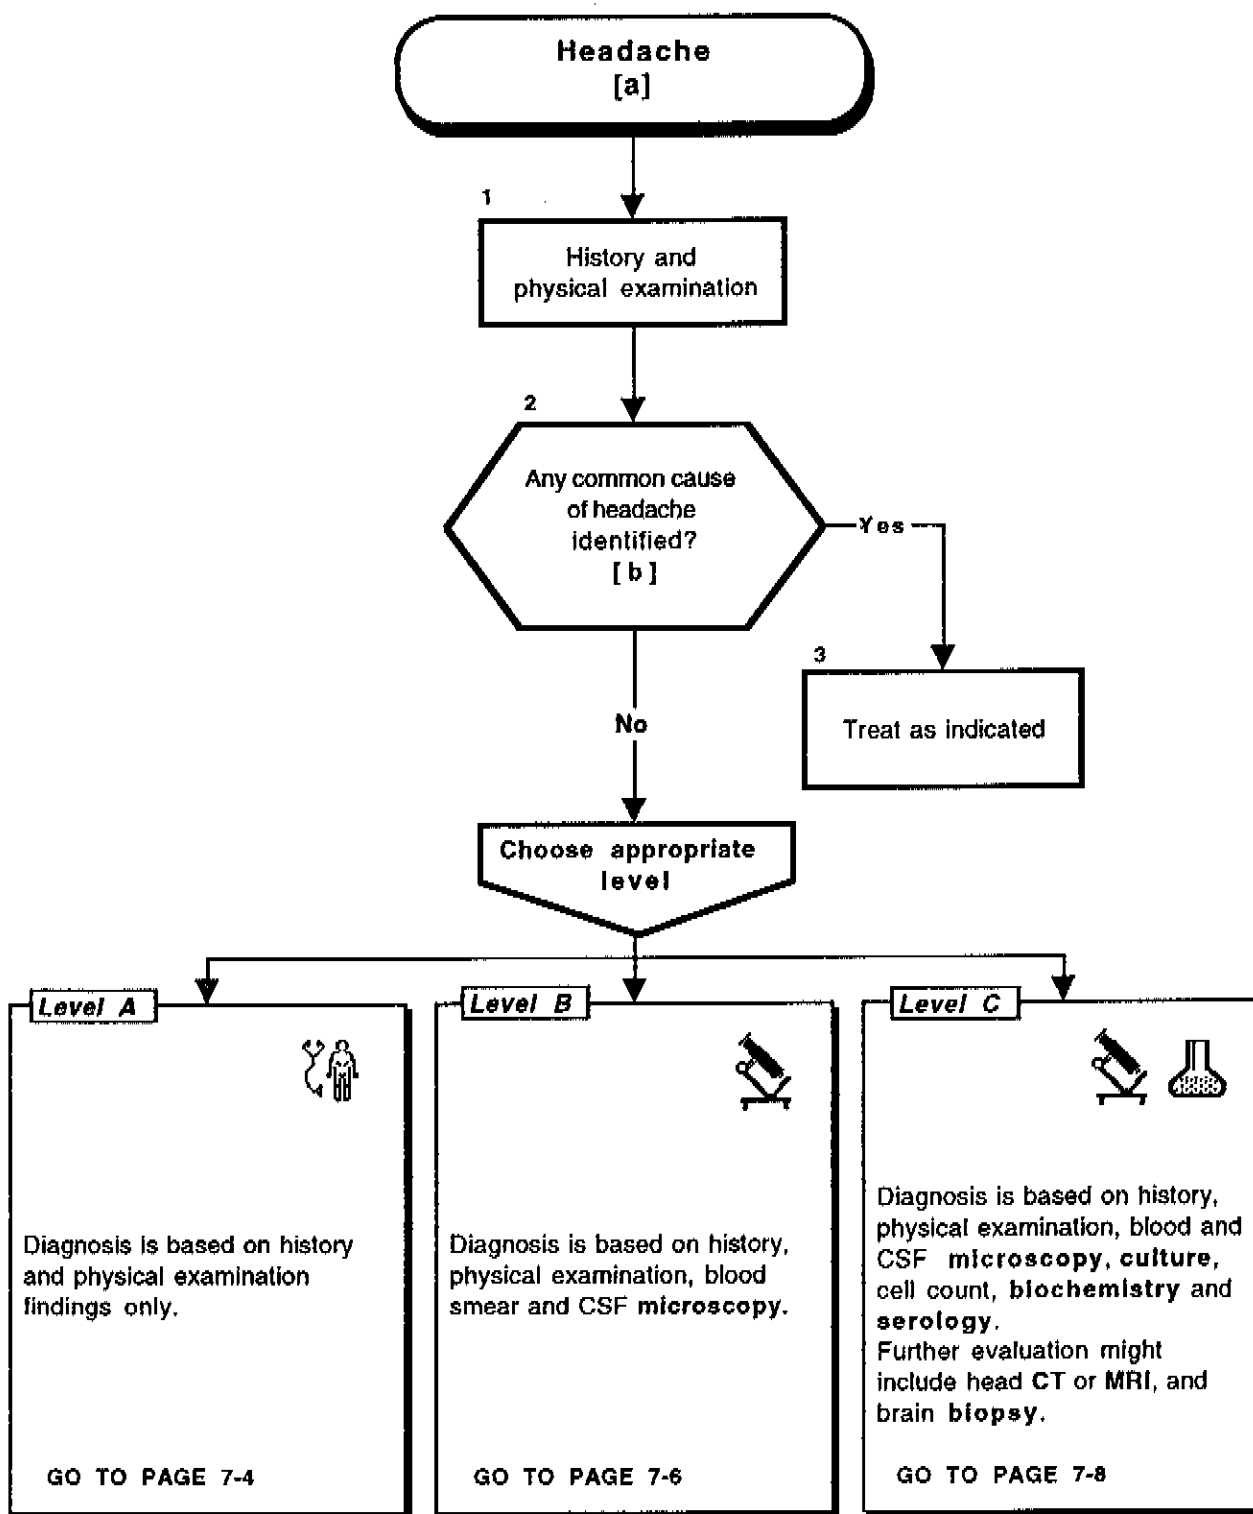 Headache
[a]
1
History and
physical examination
2
Any common cause
of headache
identified?
[ b ]
Yes
3
Treat as indicated
No
Choose appropriate
level
Level A
Diagnosis is based on history
and physical examination
findings only.
GO TO PAGE 7-4
Level B
Diagnosis is based on history,
physical examination, blood
smear and CSF microscopy.
GO TO PAGE 7-6
Level C
Diagnosis is based on history,
physical examination, blood and
CSF microscopy, culture,
cell count, biochemistry and
serology.
Further evaluation might
include head CT or MRI, and
brain biopsy.
GO TO PAGE 7-8